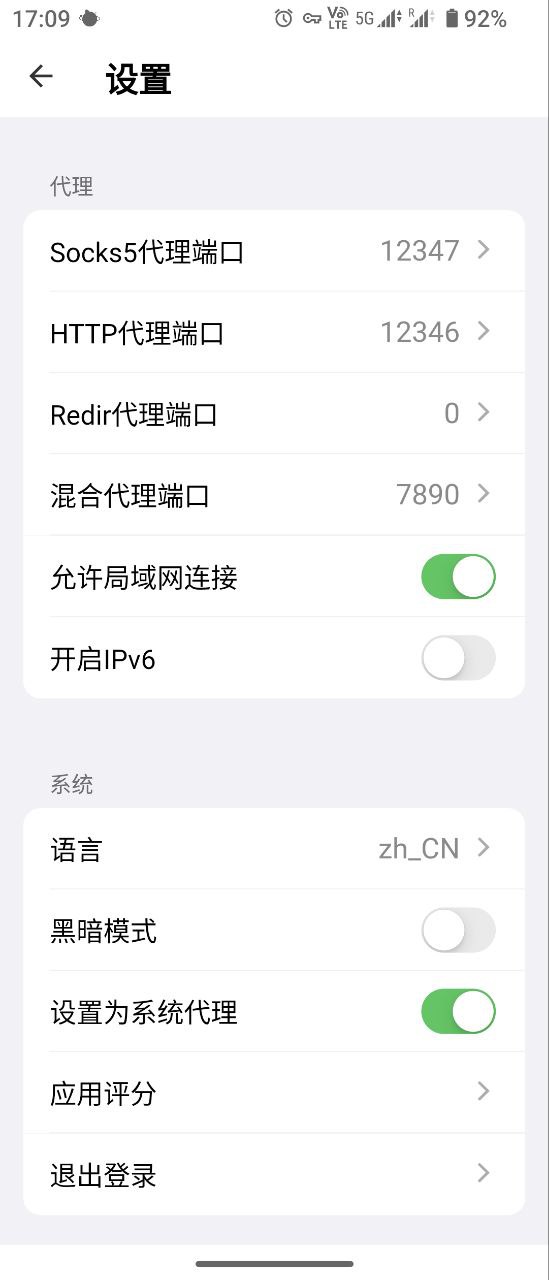 17:09 Vo LTE 5G R 92%
设置
代理
Socks5代理端口 12347
HTTP代理端口 12346
Redir代理端口 0
混合代理端口 7890
允许局域网连接
开启IPv6
系统
语言 zh_CN
黑暗模式
设置为系统代理
应用评分
退出登录